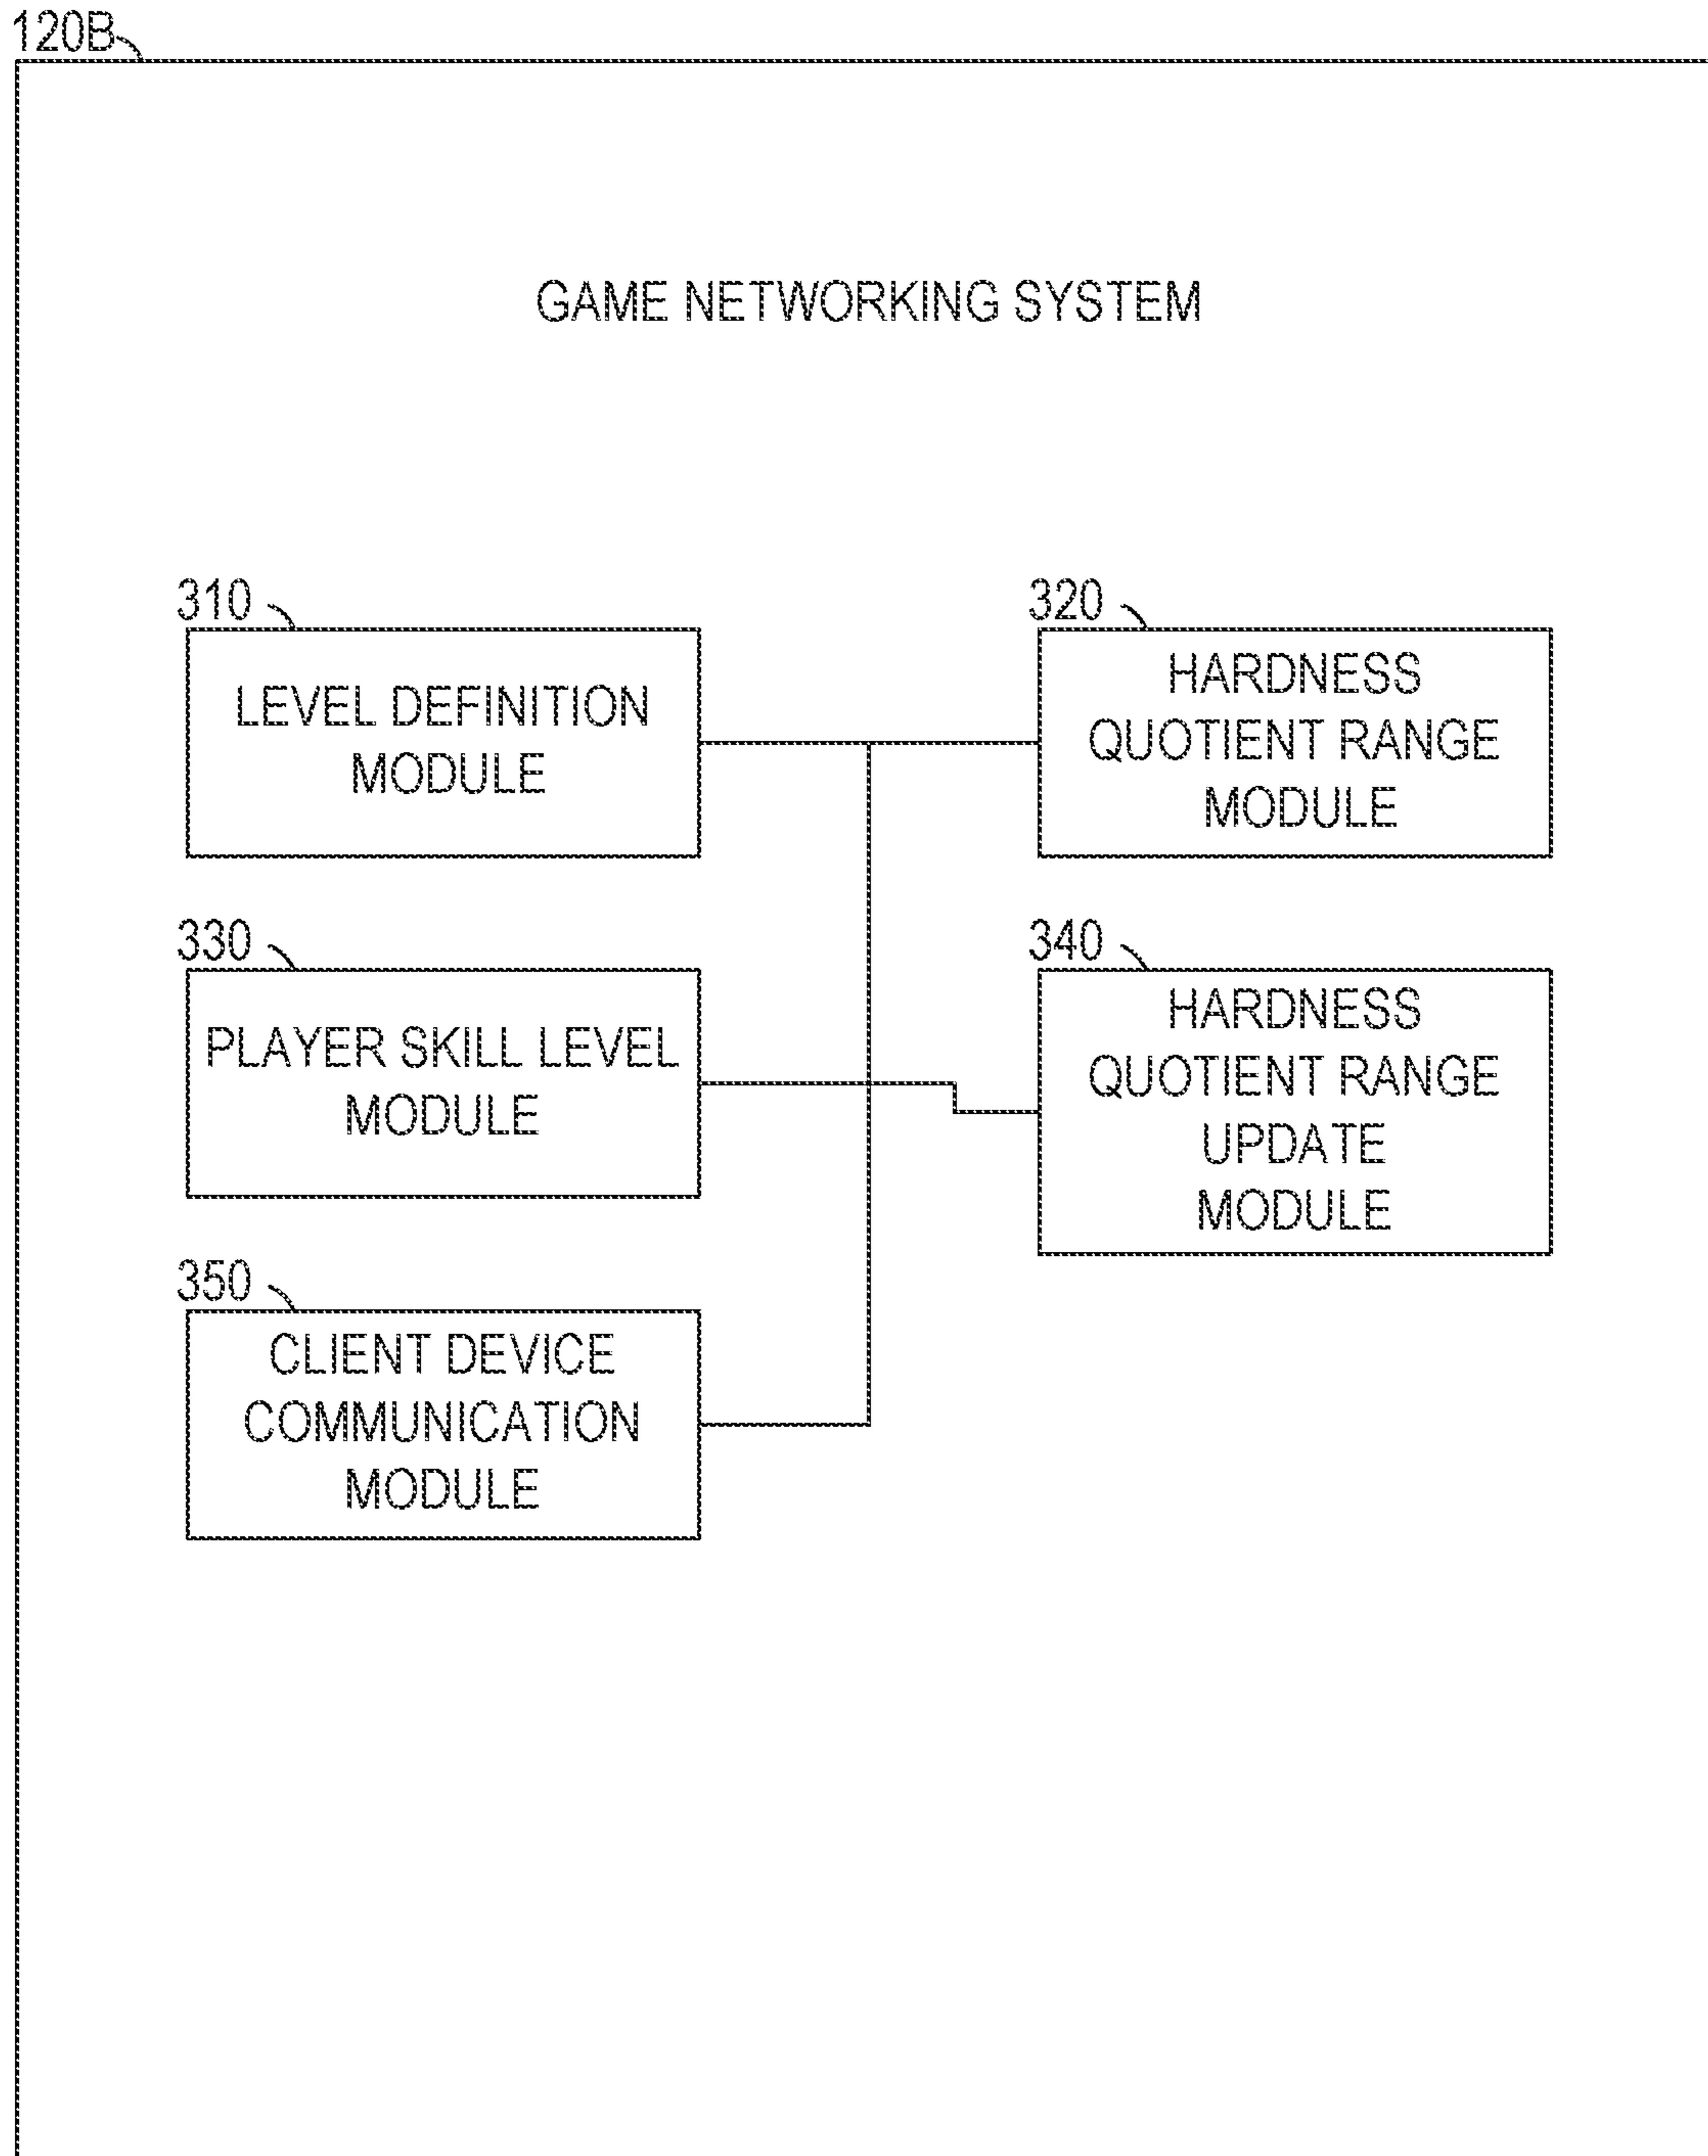 120B
GAME NETWORKING SYSTEM
310
LEVEL DEFINITION
MODULE
320
HARDNESS
QUOTIENT RANGE
MODULE
330
PLAYER SKILL LEVEL
MODULE
340
HARDNESS
QUOTIENT RANGE
UPDATE
MODULE
350
CLIENT DEVICE
COMMUNICATION
MODULE